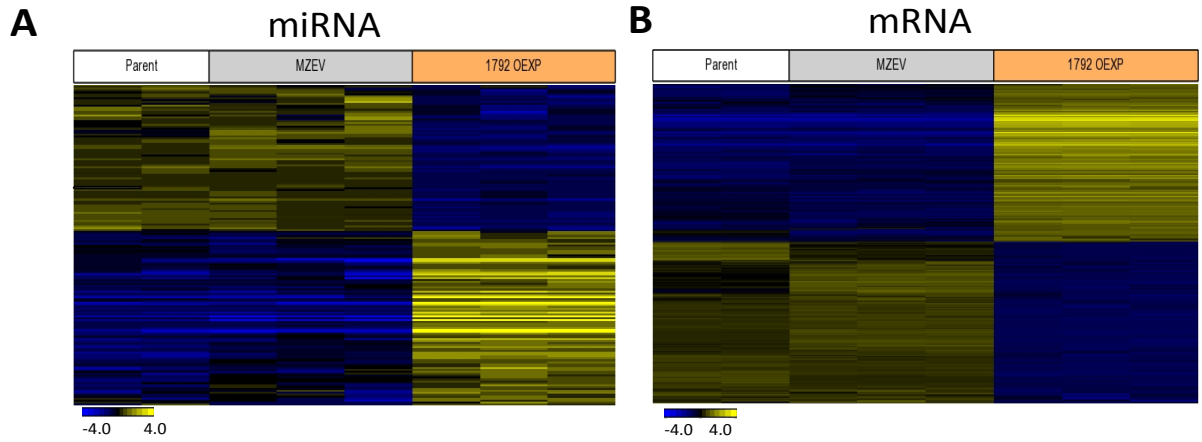 A
miRNA
Parent
MZEV
1792 OEXP
-4.0
4.0
B
mRNA
Parent
MZEV
1792 OEXP
-4.0
4.0